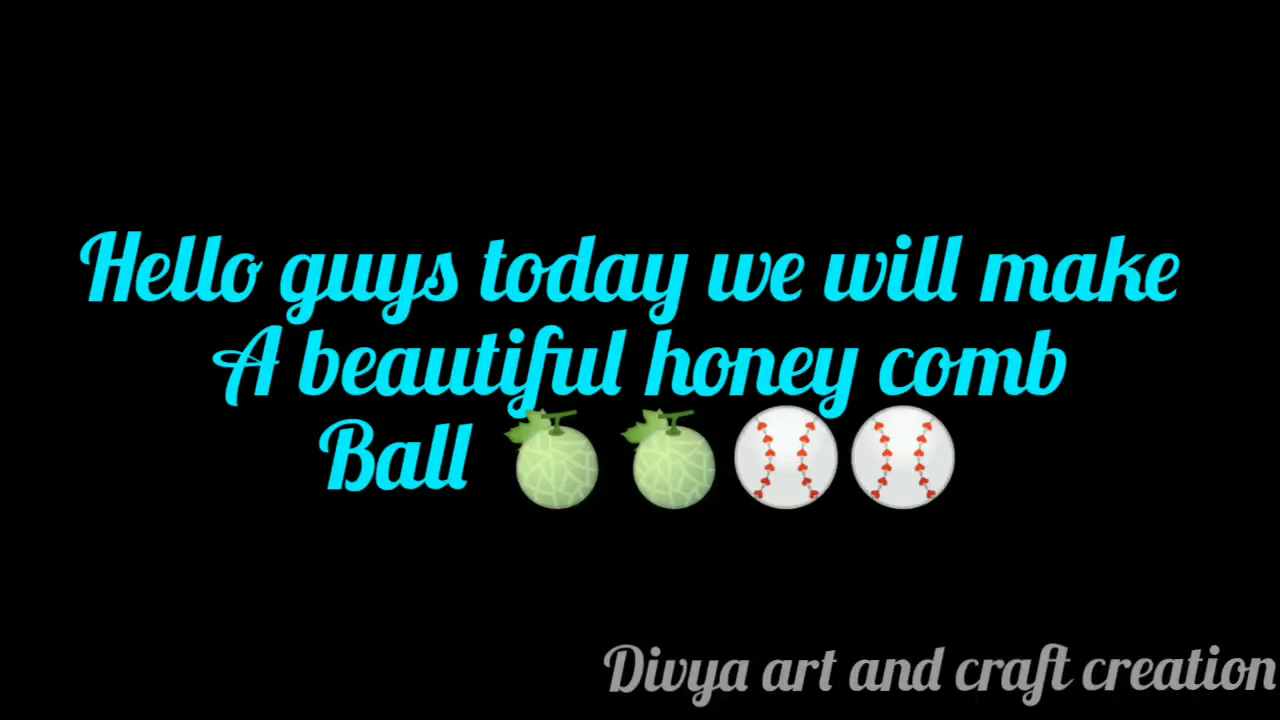 Hello guys today we will make
A beautiful honey comb
Ball 🍈🍈⚾⚾
Divya art and craft creation